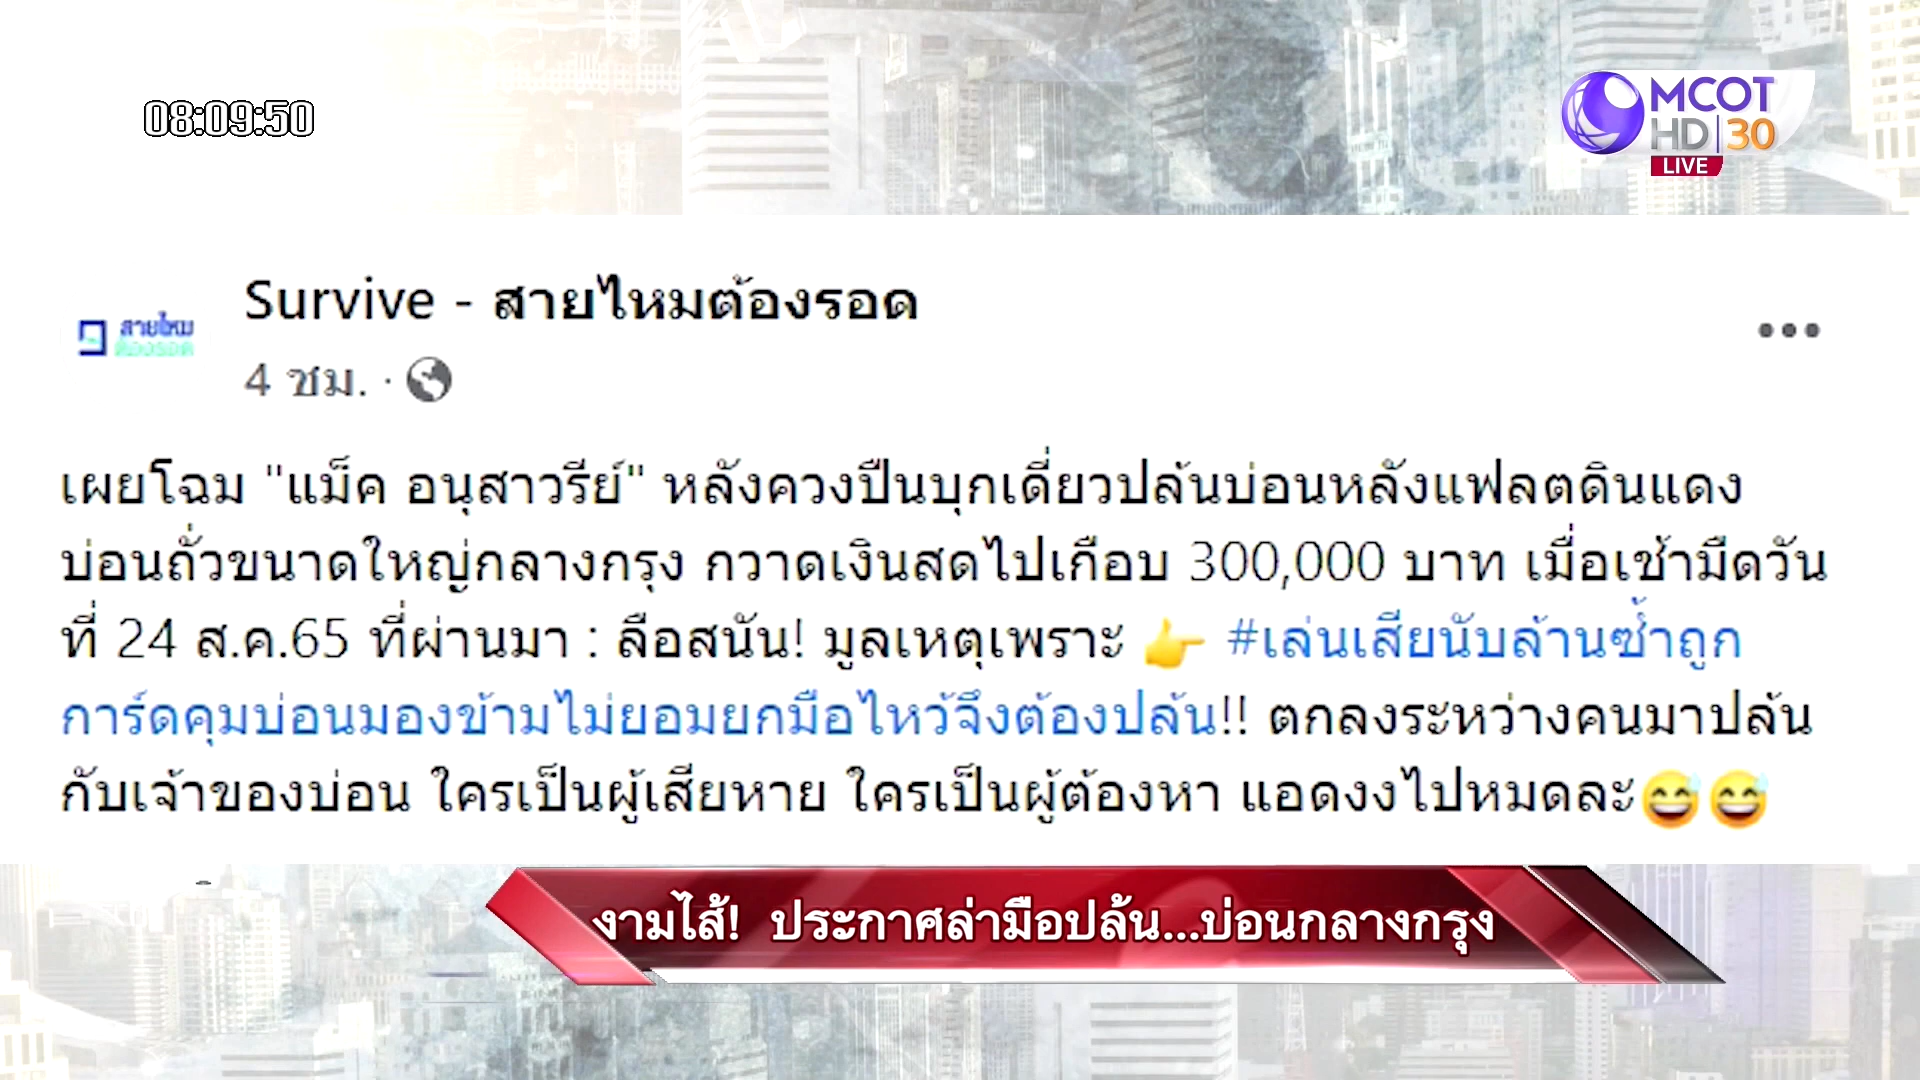 08:09:50
MCOT
HD 30
LIVE
Survive - สายไหมต้องรอด
สายไหม
ต้องรอด
4 ชม. ·
เผยโฉม "แม็ค อนุสาวรีย์" หลังควงปืนบุกเดี่ยวปล้นบ่อนหลังแฟลตดินแดง
บ่อนถั่วขนาดใหญ่กลางกรุง กวาดเงินสดไปเกือบ 300,000 บาท เมื่อเช้ามืดวัน
ที่ 24 ส.ค.65 ที่ผ่านมา : ลือสนัน! มูลเหตุเพราะ 👉 #เล่นเสียนับล้านซ้ำถูก
การ์ดคุมบ่อนมองข้ามไม่ยอมยกมือไหว้จึงต้องปล้น!! ตกลงระหว่างคนมาปล้น
กับเจ้าของบ่อน ใครเป็นผู้เสียหาย ใครเป็นผู้ต้องหา แอดงงไปหมดละ😅😅
งามไส้! ประกาศล่ามือปล้น...บ่อนกลางกรุง